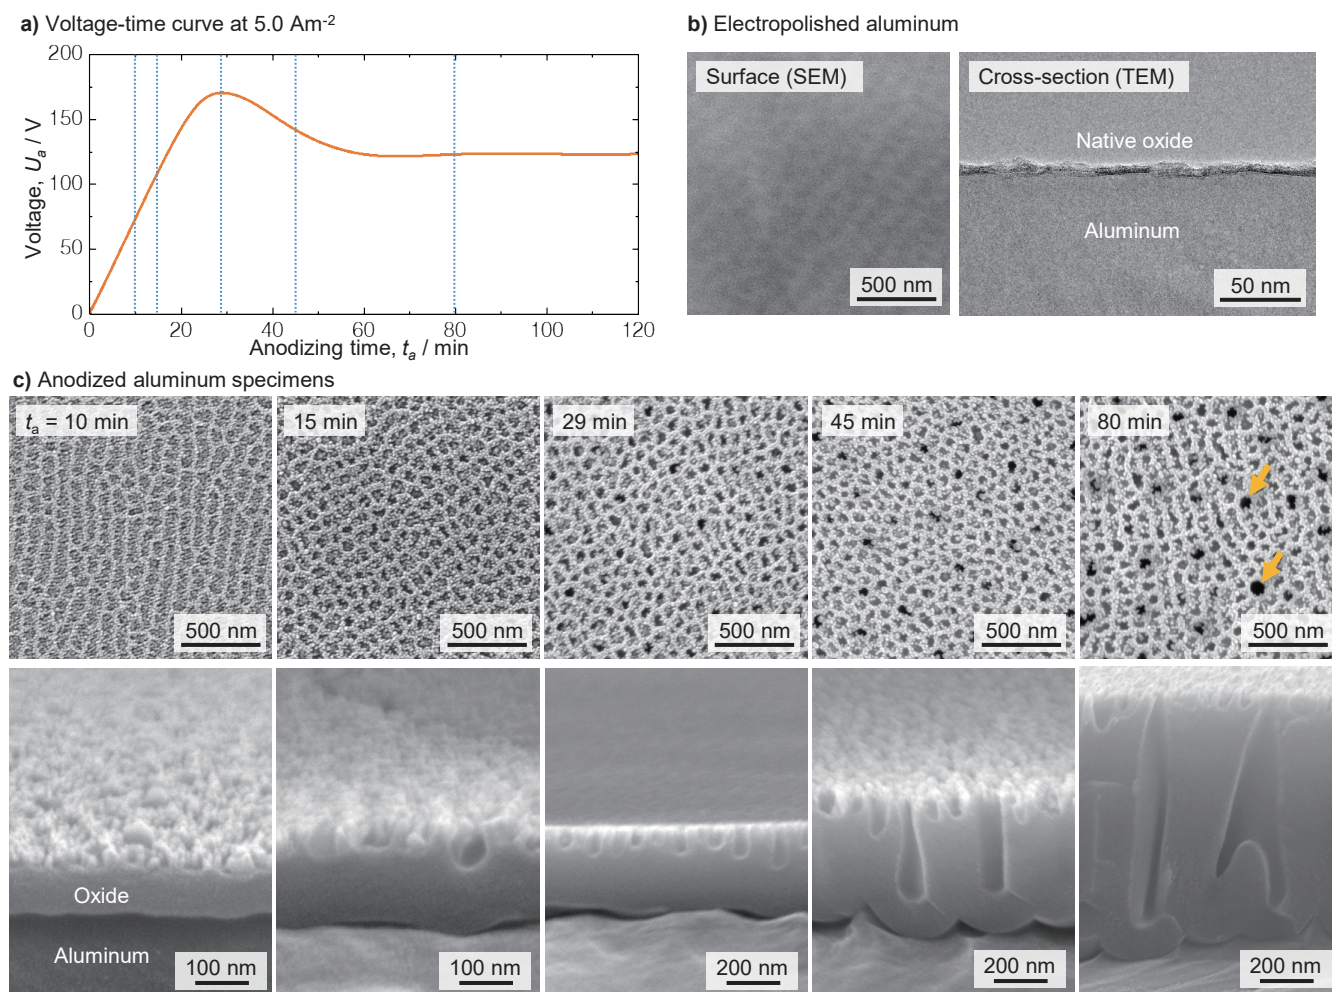 a) Voltage-time curve at 5.0 Am-2
200
150
100
50
0
Voltage, Ua / V
0 20 40 60 80 100 120
Anodizing time, ta / min
b) Electropolished aluminum
Surface (SEM)
500 nm
Cross-section (TEM)
Native oxide
Aluminum
50 nm
c) Anodized aluminum specimens
ta = 10 min
500 nm
15 min
500 nm
29 min
500 nm
45 min
500 nm
80 min
500 nm
Oxide
Aluminum
100 nm
100 nm
200 nm
200 nm
200 nm